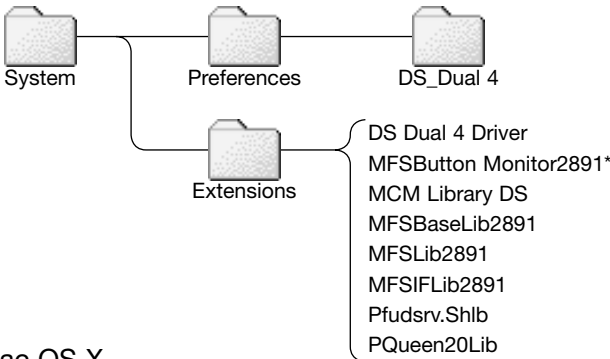 System
Preferences
DS_Dual 4
Extensions
DS Dual 4 Driver
MFSButton Monitor2891*
MCM Library DS
MFSBaseLib2891
MFSLib2891
MFSIFLib2891
Pfudsrv.Shlb
PQueen20Lib
OS X